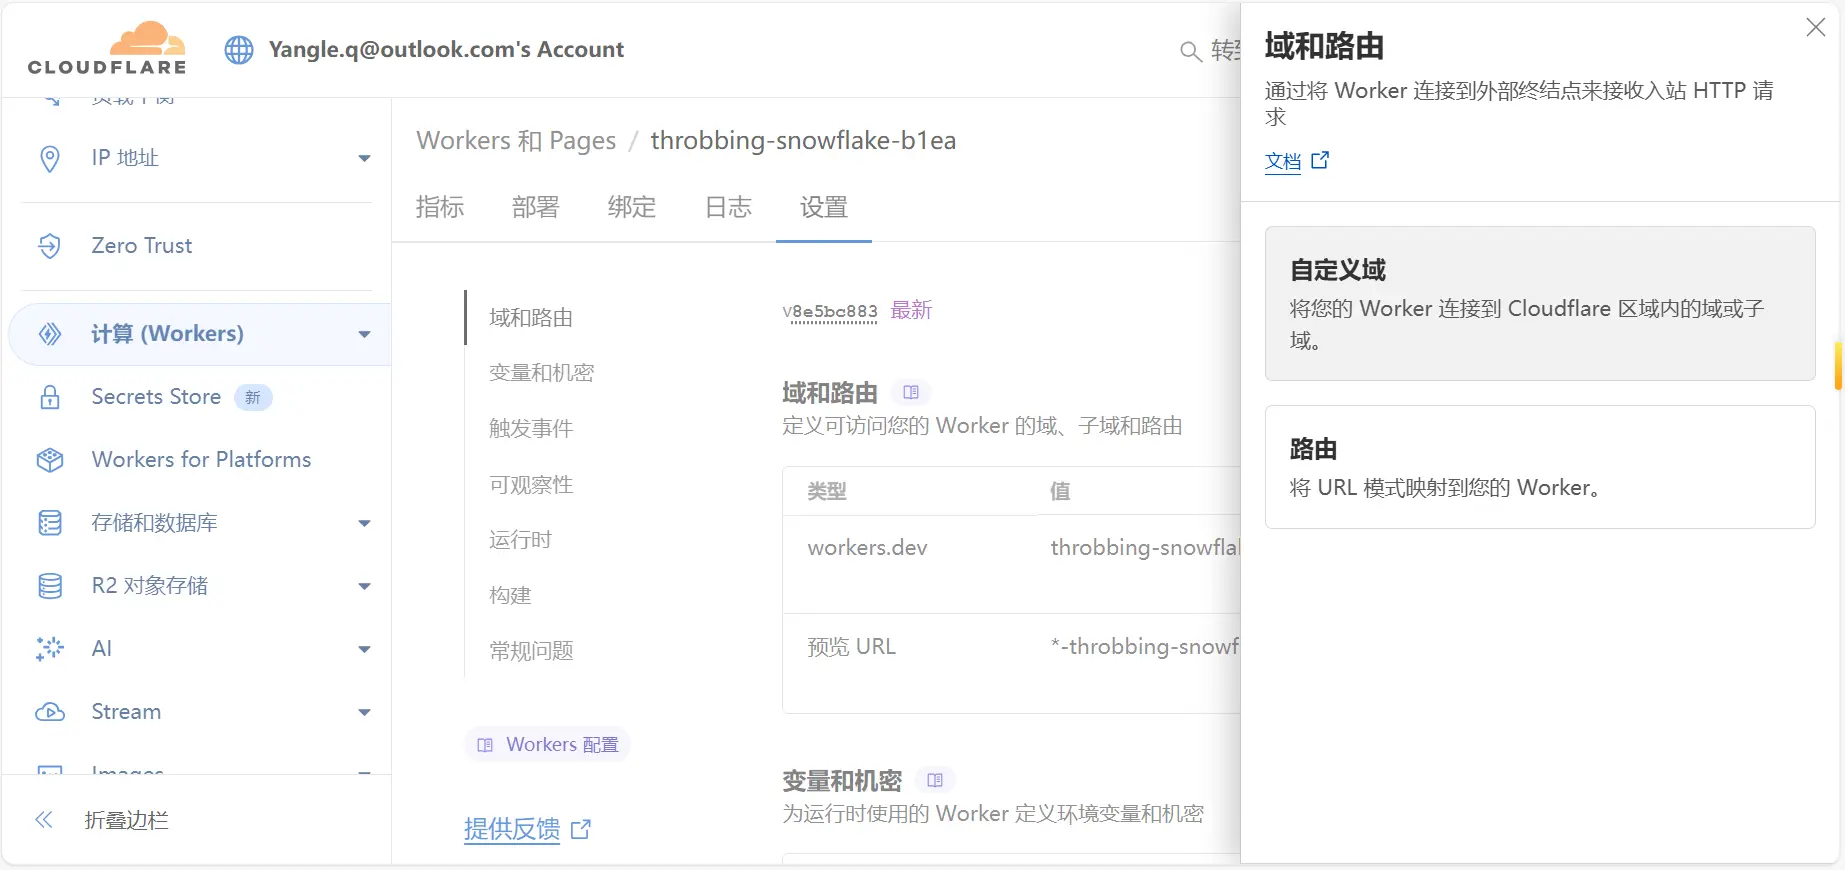 CLOUDFLARE
Yangle.q@outlook.com's Account
转到
负载平衡
IP 地址
Zero Trust
计算 (Workers)
Secrets Store 新
Workers for Platforms
存储和数据库
R2 对象存储
AI
Stream
Images
折叠边栏
Workers 和 Pages / throbbing-snowflake-b1ea
指标 部署 绑定 日志 设置
域和路由
变量和机密
触发事件
可观察性
运行时
构建
常规问题
Workers 配置
提供反馈
v8e5bc883 最新
域和路由
定义可访问您的 Worker 的域、子域和路由
类型 值
workers.dev throbbing-snowflal
预览 URL *-throbbing-snowf
变量和机密
为运行时使用的 Worker 定义环境变量和机密
域和路由
通过将 Worker 连接到外部终结点来接收入站 HTTP 请
求
文档
自定义域
将您的 Worker 连接到 Cloudflare 区域内的域或子
域。
路由
将 URL 模式映射到您的 Worker。